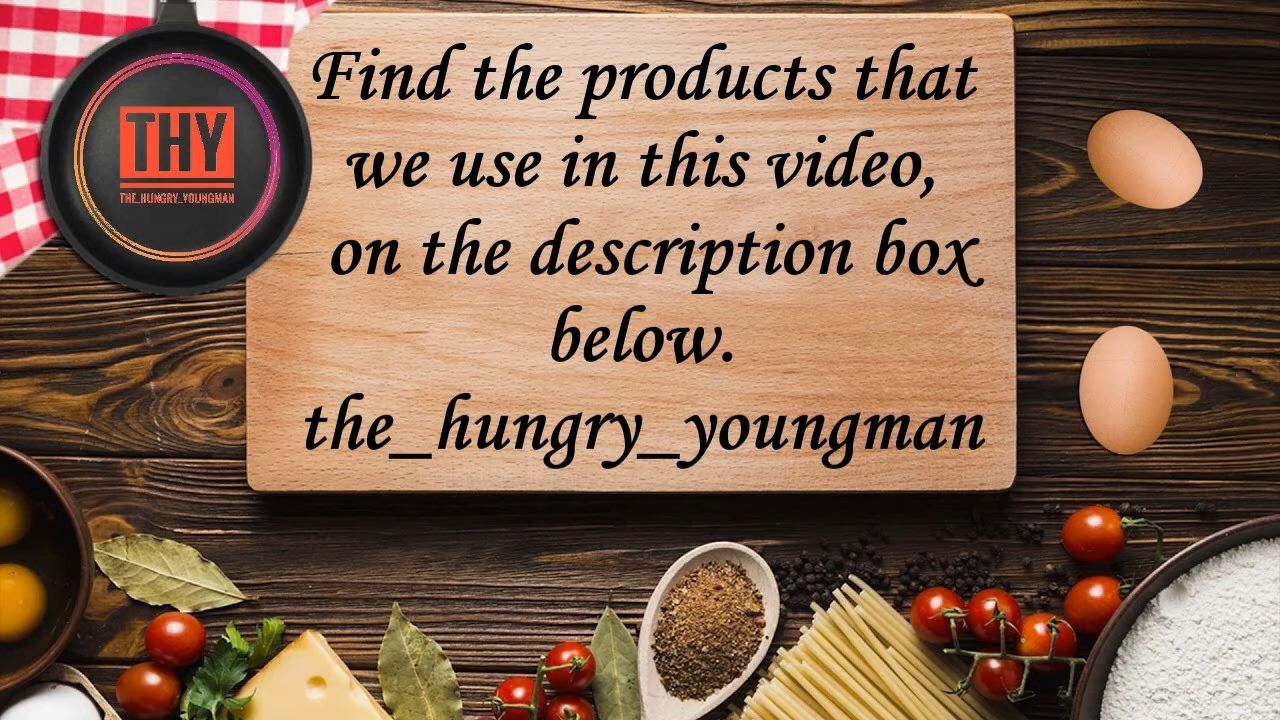 THY
THE_HUNGRY_YOUNGMAN
Find the products that
we use in this video,
on the description box
below.
the_hungry_youngman